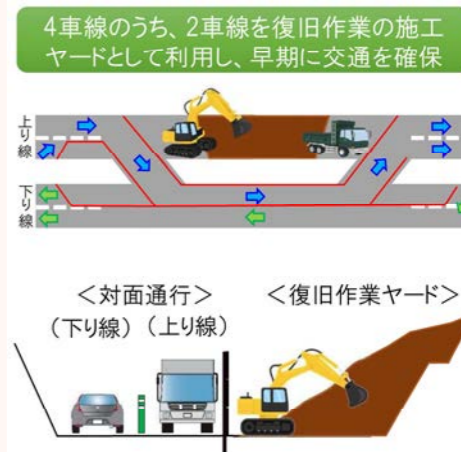 4車線のうち、2車線を復旧作業の施工
ヤードとして利用し、早期に交通を確保
上り線
下り線
＜対面通行＞ ＜復旧作業ヤード＞
（下り線）（上り線）